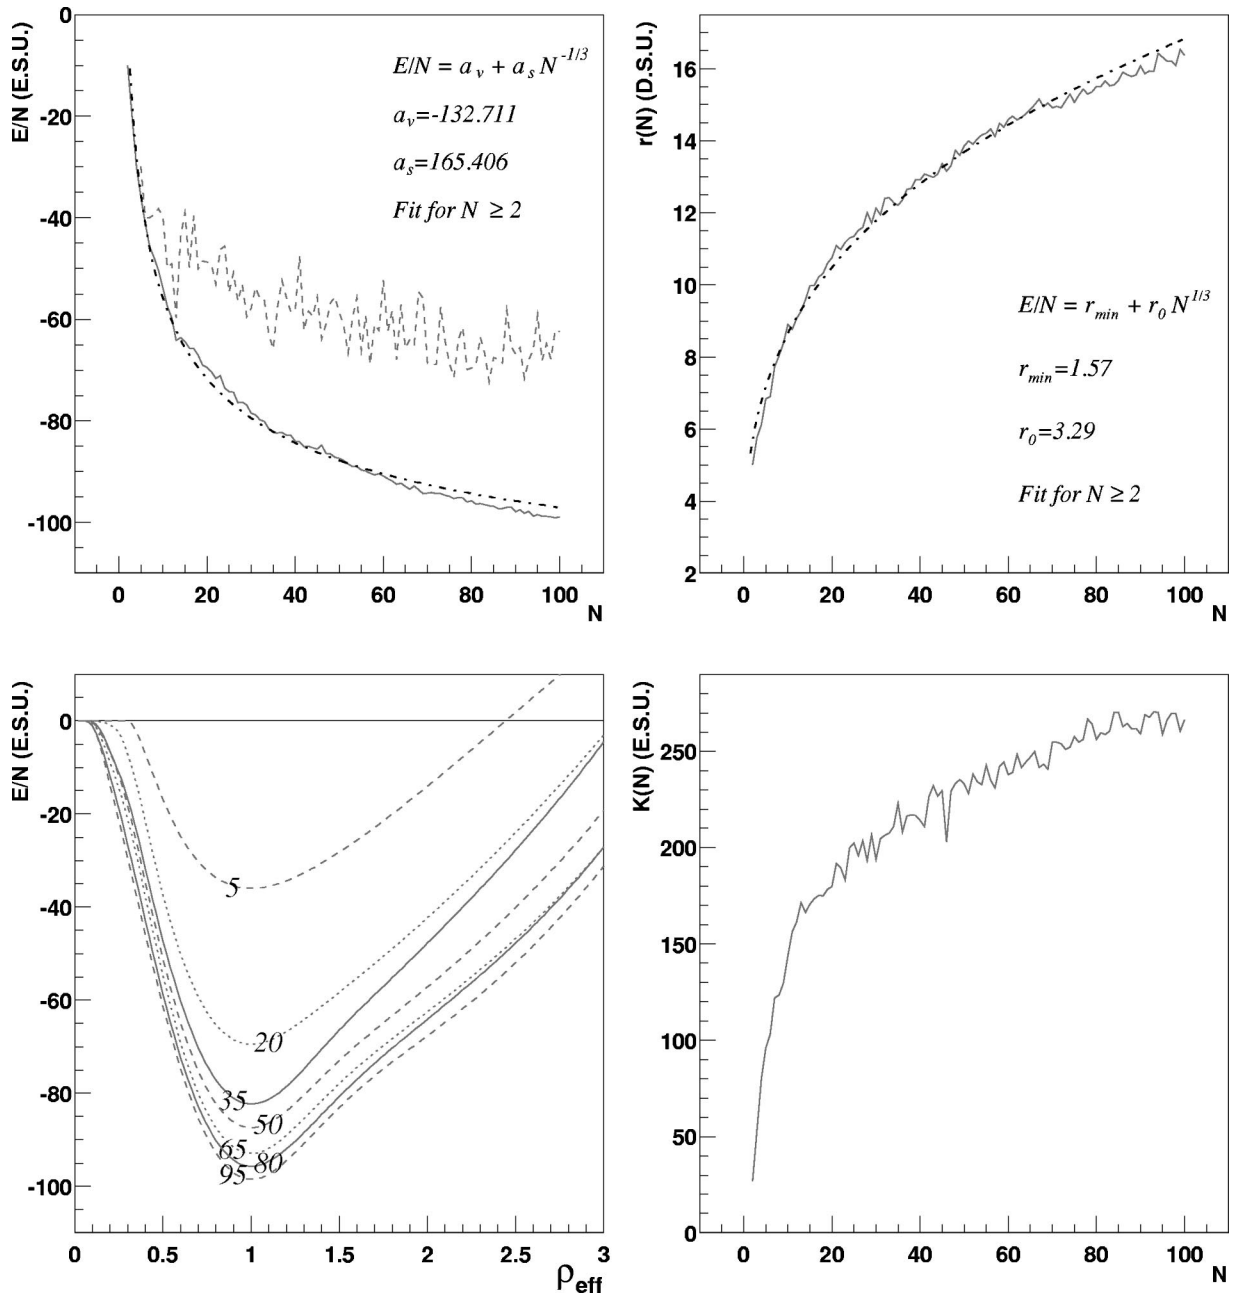 E/N (E.S.U.)
0
-20
-40
-60
-80
-100
E/N = a_v + a_s N^{-1/3}
a_v=-132.711
a_s=165.406
Fit for N ≥ 2
0 20 40 60 80 100
N
r(N) (D.S.U.)
16
14
12
10
8
6
4
2
E/N = r_min + r_0 N^{1/3}
r_min=1.57
r_0=3.29
Fit for N ≥ 2
0 20 40 60 80 100
N
E/N (E.S.U.)
0
-20
-40
-60
-80
-100
5
20
35
50
65
80
95
0 0.5 1 1.5 2 2.5 3
ρ_eff
K(N) (E.S.U.)
250
200
150
100
50
0
0 20 40 60 80 100
N